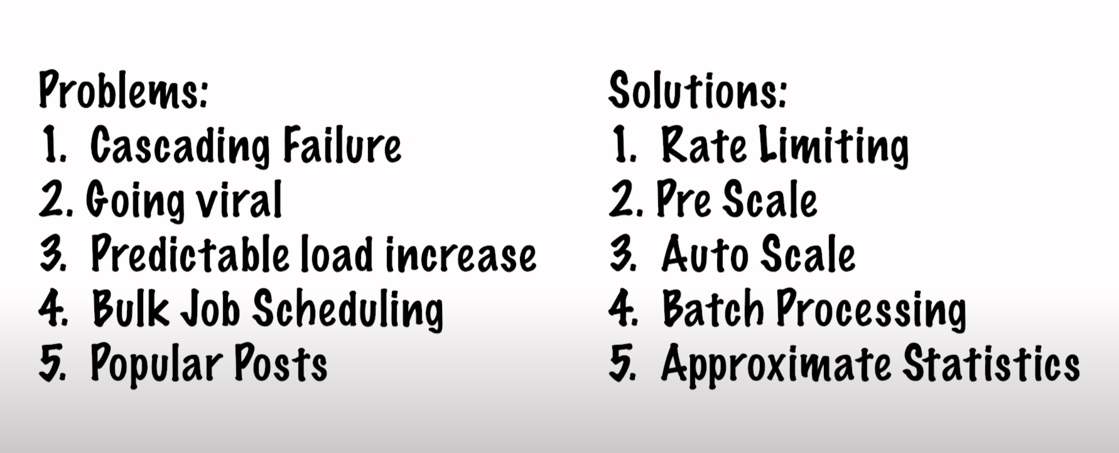 Problems:
1. Cascading Failure
2. Going viral
3. Predictable load increase
4. Bulk Job Scheduling
5. Popular Posts
Solutions:
1. Rate Limiting
2. Pre Scale
3. Auto Scale
4. Batch Processing
5. Approximate Statistics